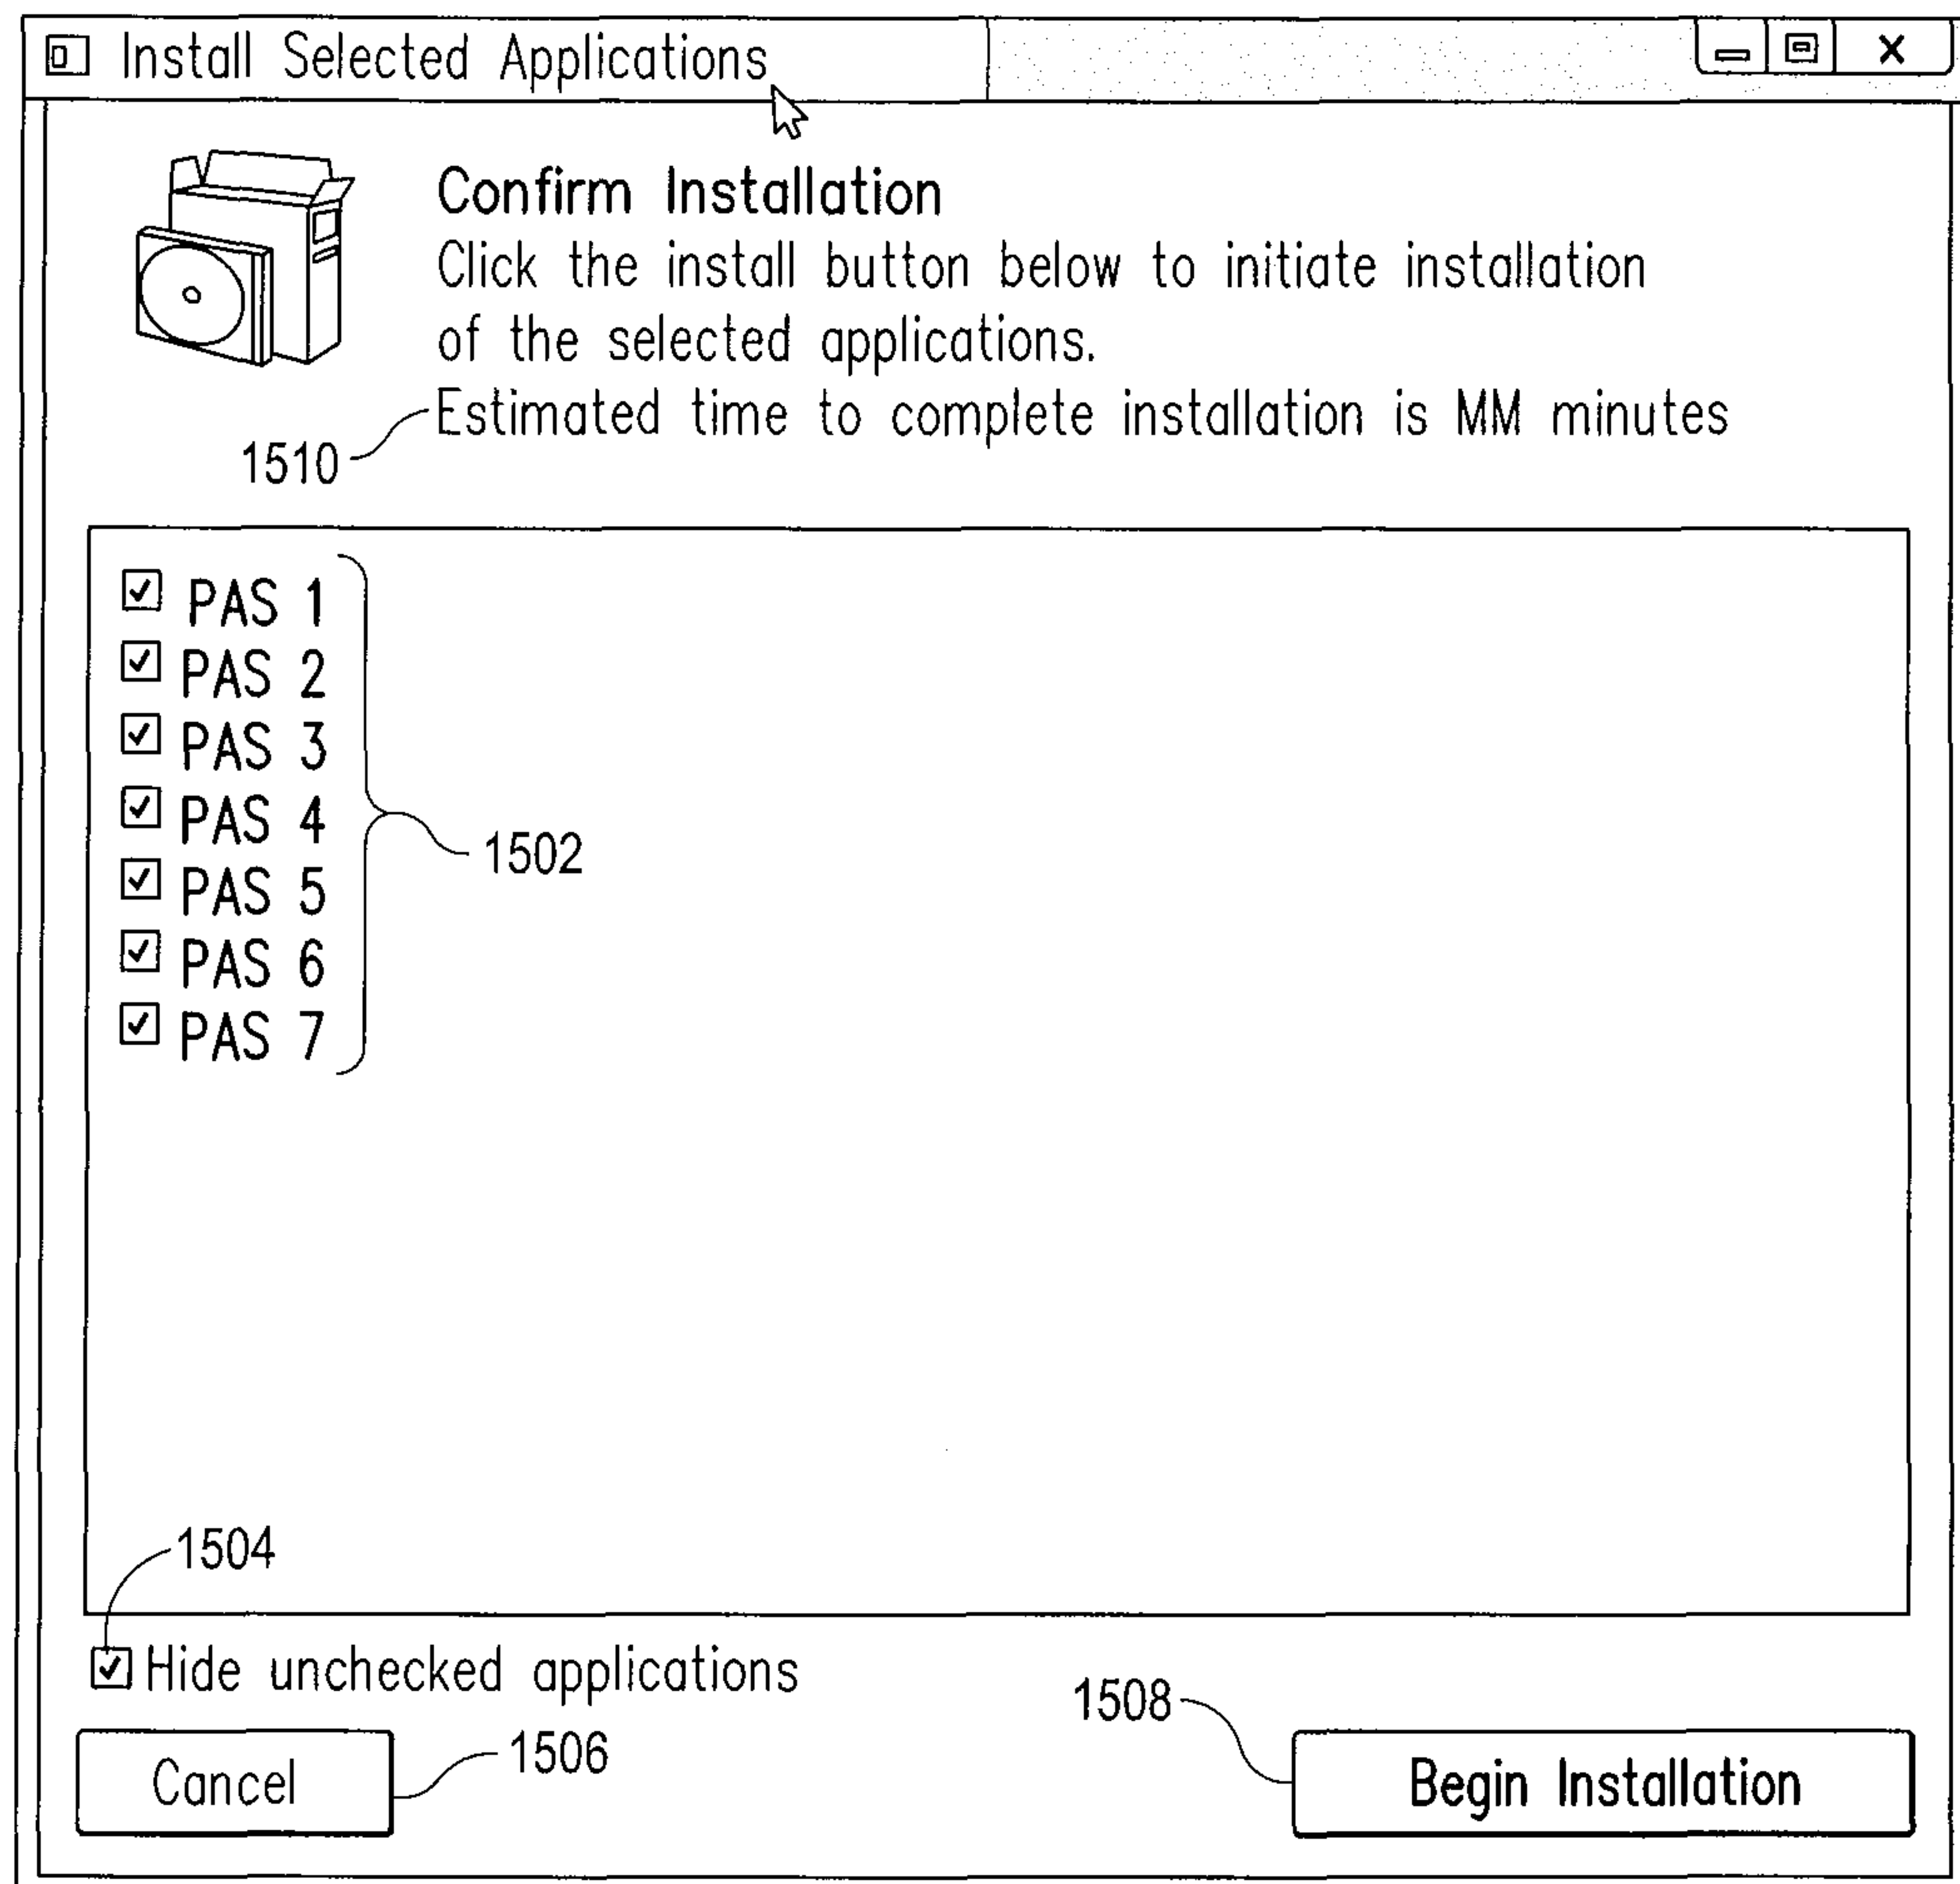 Install Selected Applications
Confirm Installation
Click the install button below to initiate installation
of the selected applications.
Estimated time to complete installation is MM minutes
1510
PAS 1
PAS 2
PAS 3
PAS 4
1502
PAS 5
PAS 6
PAS 7
1504
Hide unchecked applications
1508
Cancel
1506
Begin Installation